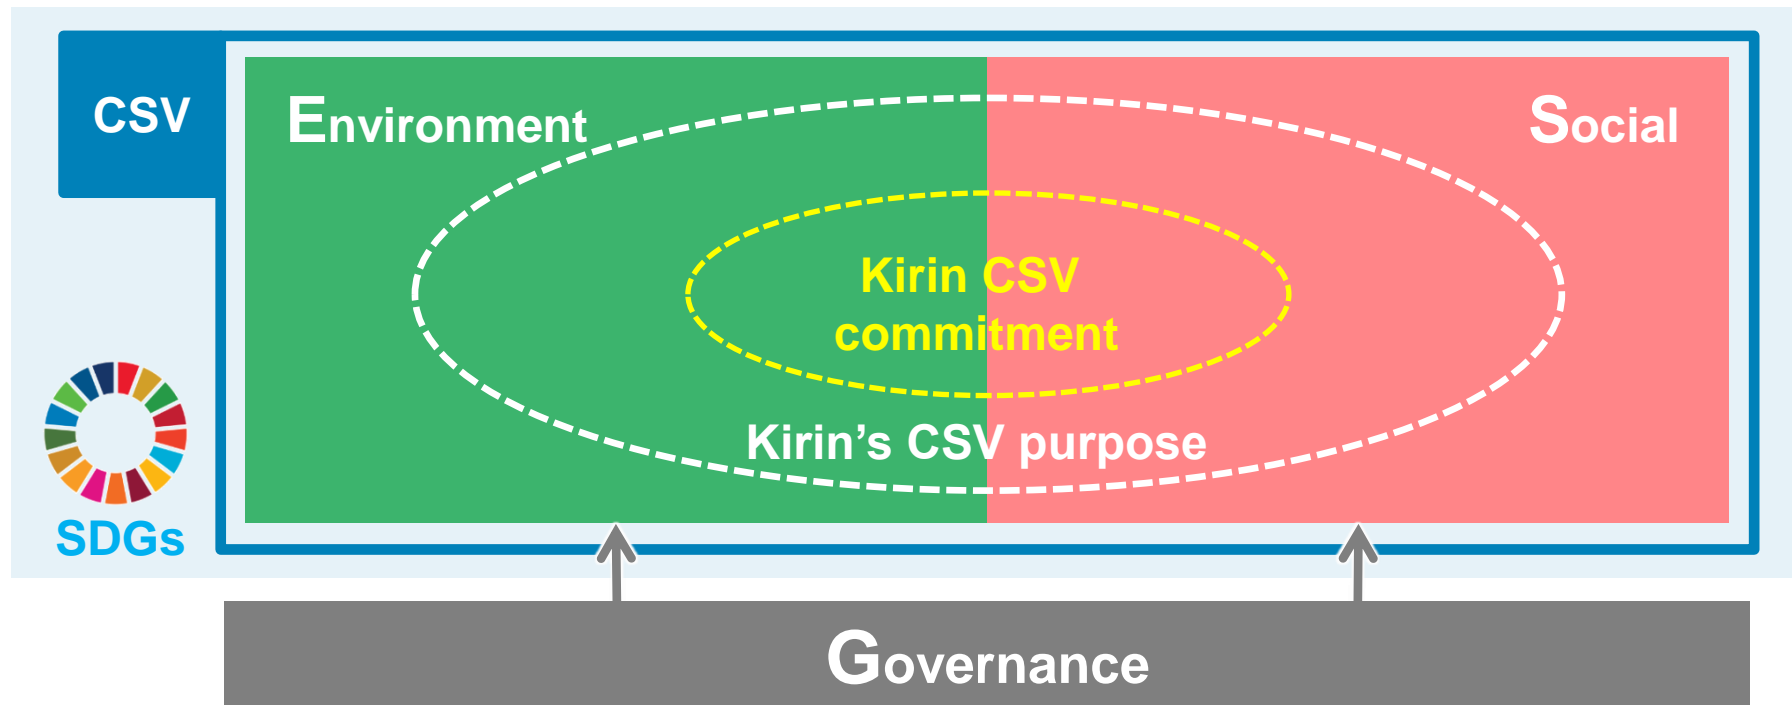 CSV
Environment
Social
Kirin CSV
commitment
Kirin’s CSV purpose
SDGs
Governance